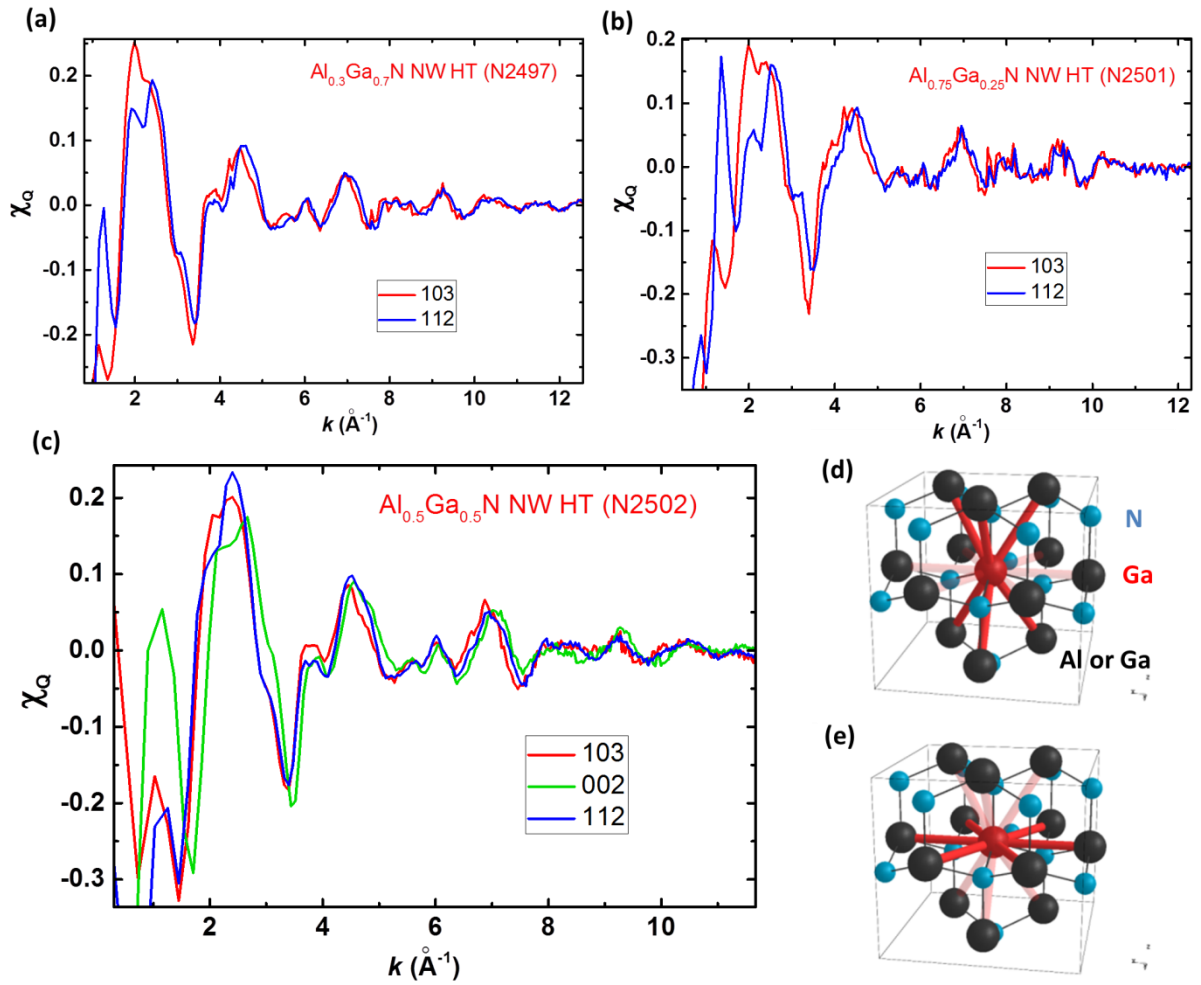 (a)
Al0.3Ga0.7N NW HT (N2497)
0.2
0.1
0.0
-0.1
-0.2
χQ
103
112
2 4 6 8 10 12
k (Å-1)
(b)
Al0.75Ga0.25N NW HT (N2501)
0.2
0.1
0.0
-0.1
-0.2
-0.3
χQ
103
112
2 4 6 8 10 12
k (Å-1)
(c)
Al0.5Ga0.5N NW HT (N2502)
0.2
0.1
0.0
-0.1
-0.2
-0.3
χQ
103
002
112
2 4 6 8 10
k (Å-1)
(d)
N
Ga
Al or Ga
(e)